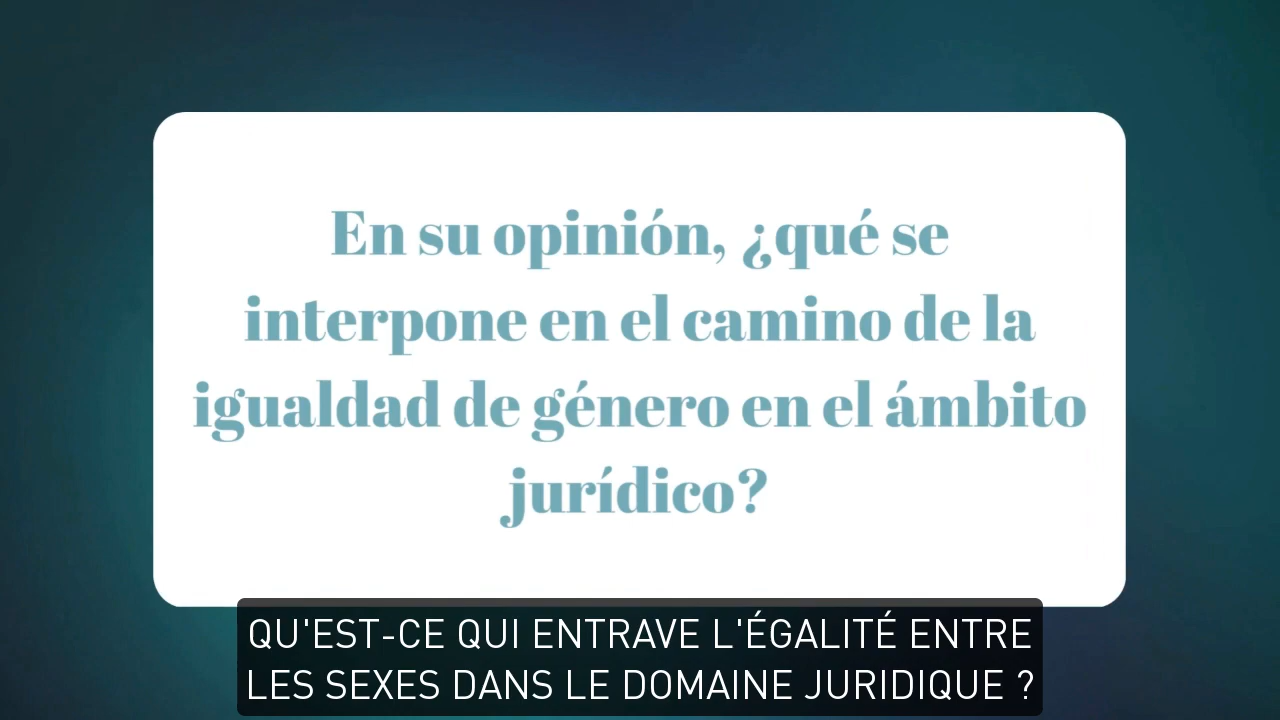 En su opinión, ¿qué se
interpone en el camino de la
igualdad de género en el ámbito
jurídico?
QU'EST-CE QUI ENTRAVE L'ÉGALITÉ ENTRE
LES SEXES DANS LE DOMAINE JURIDIQUE ?